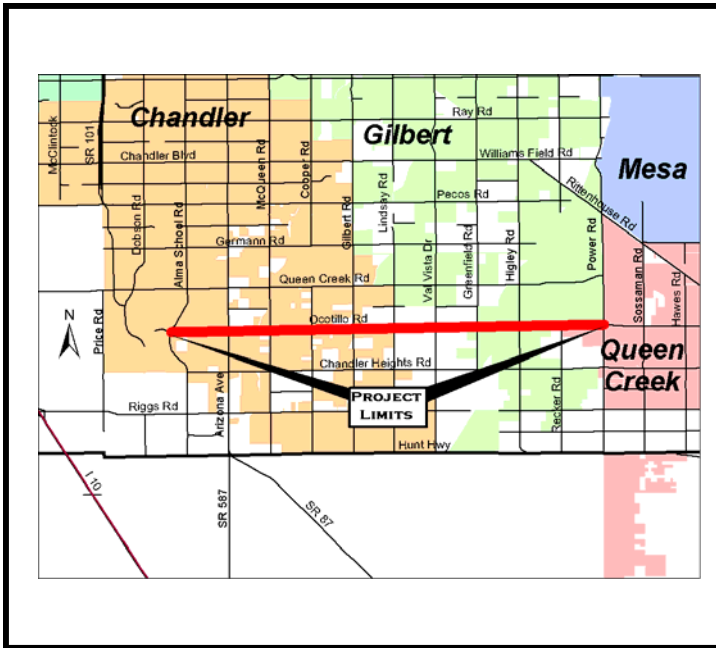 Chandler
Gilbert
Mesa
Queen
Creek
McClintock
SR 101
Ray Rd
Chandler Blvd
McQueen Rd
Cooper Rd
Williams Field Rd
Rittenhouse Rd
Pecos Rd
Dobson Rd
Alma School Rd
Germann Rd
Gilbert Rd
Lindsay Rd
Val Vista Dr
Greenfield Rd
Higley Rd
Power Rd
Sossaman Rd
Hawes Rd
Queen Creek Rd
Ocotillo Rd
N
Price Rd
Chandler Heights Rd
PROJECT
LIMITS
Riggs Rd
Arizona Ave
Recker Rd
Hunt Hwy
I 10
SR 587
SR 87